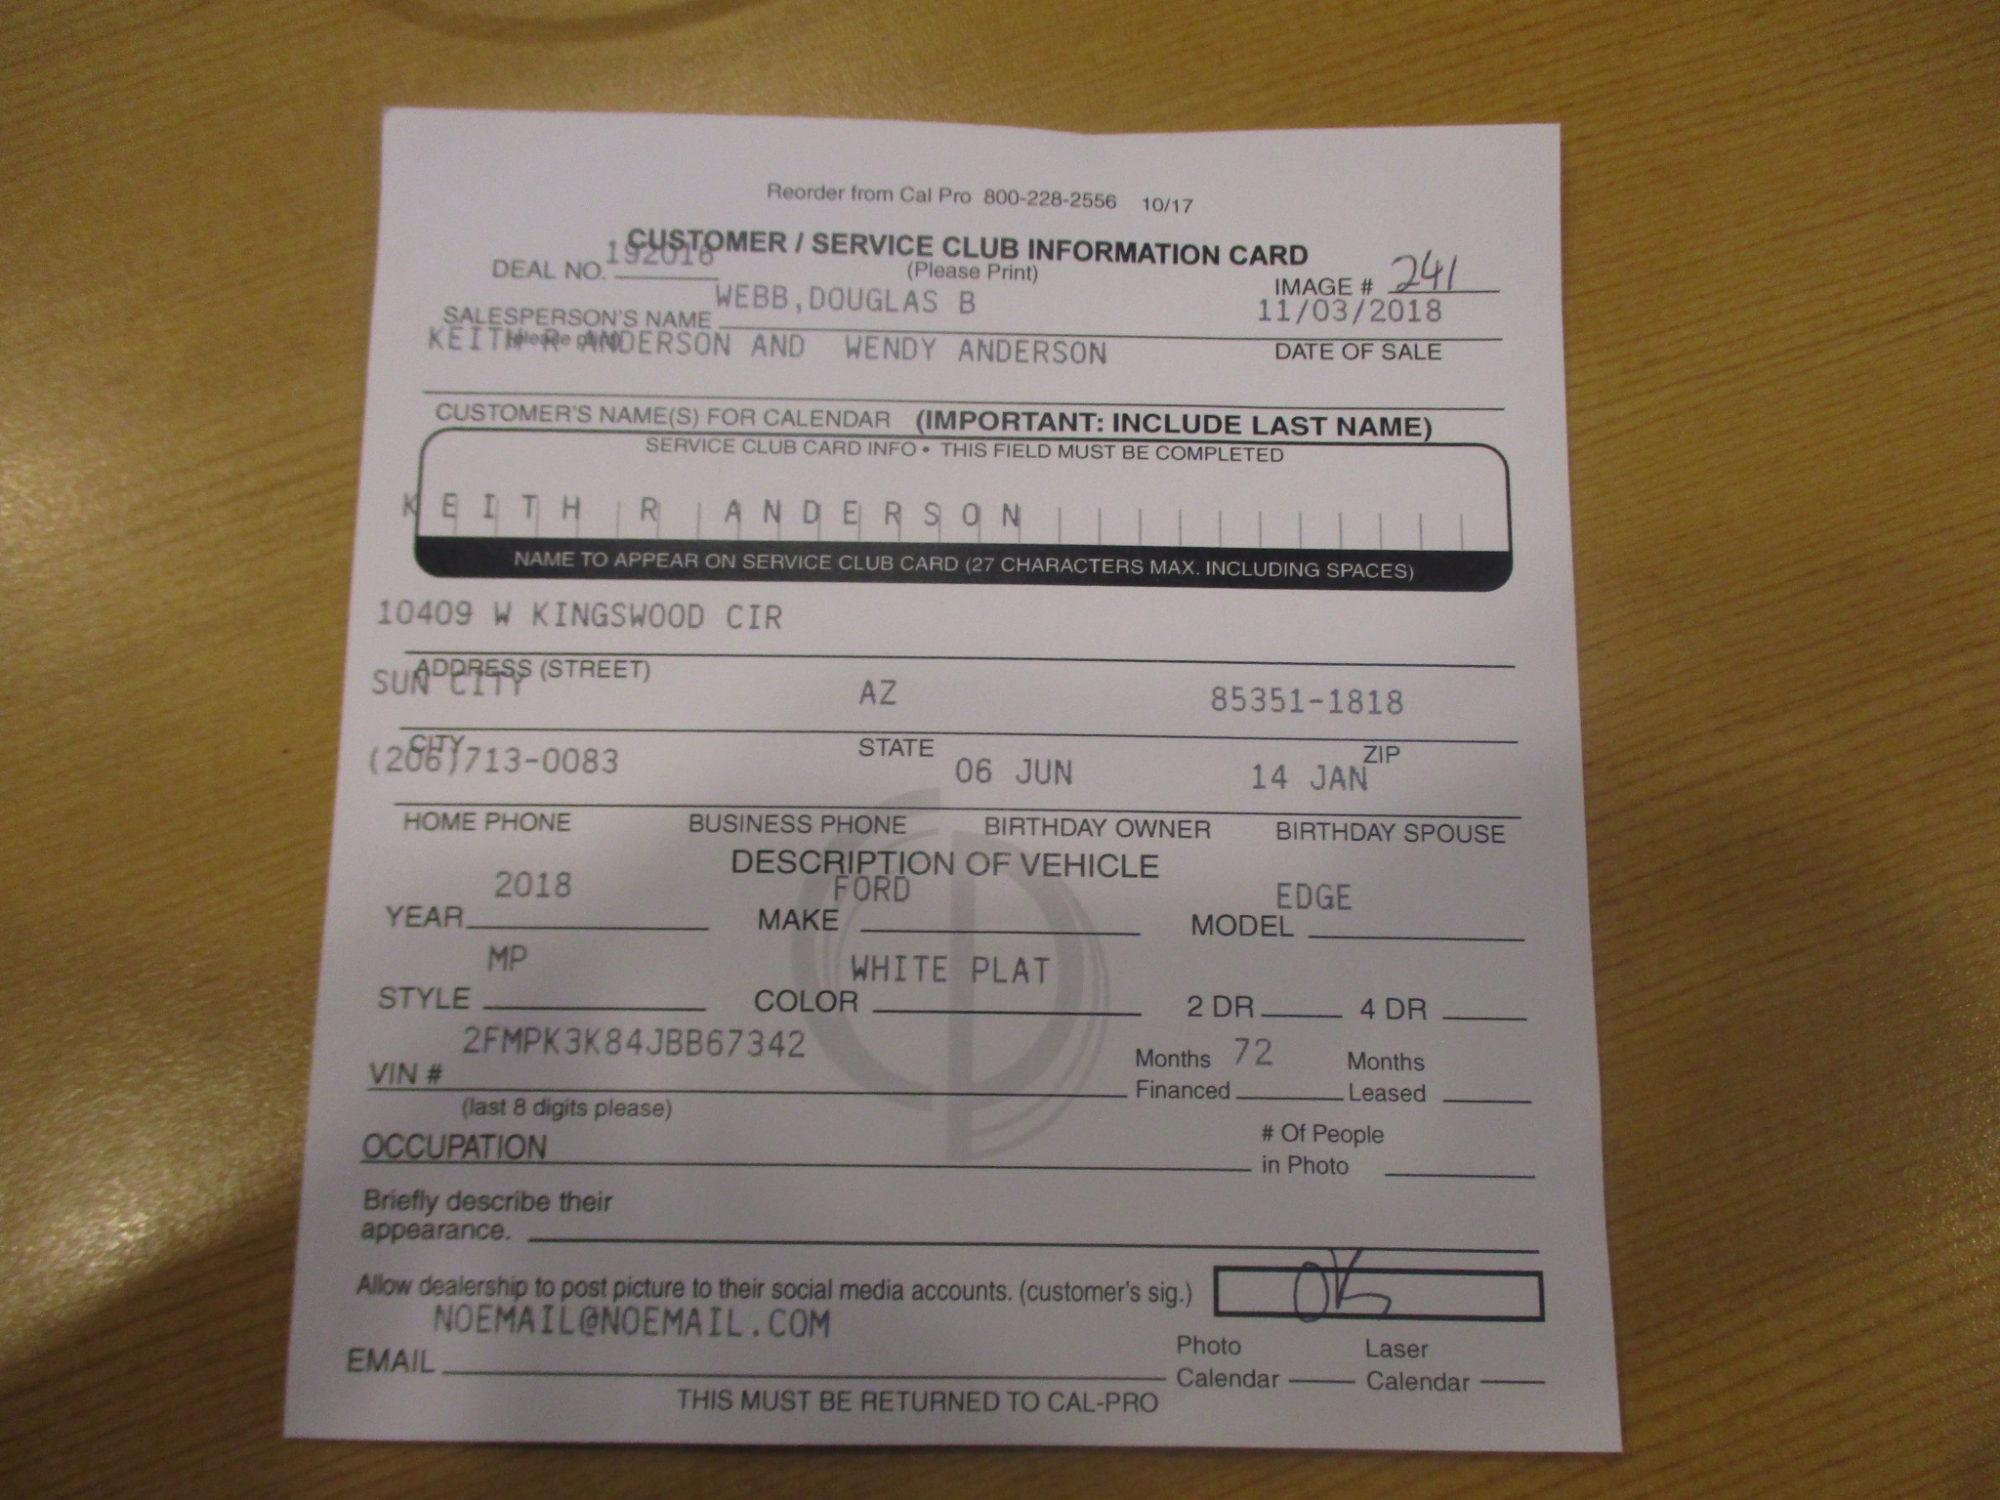 Reorder from Cal Pro 800-228-2556 10/17
CUSTOMER / SERVICE CLUB INFORMATION CARD
(Please Print)
DEAL NO. 192016
IMAGE # 241
SALESPERSON'S NAME WEBB,DOUGLAS B
(please print)
11/03/2018
DATE OF SALE
KEITH R ANDERSON AND WENDY ANDERSON
CUSTOMER'S NAME(S) FOR CALENDAR (IMPORTANT: INCLUDE LAST NAME)
SERVICE CLUB CARD INFO • THIS FIELD MUST BE COMPLETED
KEITH R ANDERSON
NAME TO APPEAR ON SERVICE CLUB CARD (27 CHARACTERS MAX. INCLUDING SPACES)
10409 W KINGSWOOD CIR
ADDRESS (STREET)
SUN CITY AZ 85351-1818
CITY STATE ZIP
(206)713-0083 06 JUN 14 JAN
HOME PHONE BUSINESS PHONE BIRTHDAY OWNER BIRTHDAY SPOUSE
DESCRIPTION OF VEHICLE
YEAR 2018 MAKE FORD MODEL EDGE
STYLE MP COLOR WHITE PLAT 2 DR 4 DR
VIN # 2FMPK3K84JBB67342
(last 8 digits please)
Months Financed 72 Months Leased
OCCUPATION
# Of People in Photo
Briefly describe their
appearance.
Allow dealership to post picture to their social media accounts. (customer's sig.) OK
EMAIL NOEMAIL@NOEMAIL.COM
Photo Calendar Laser Calendar
THIS MUST BE RETURNED TO CAL-PRO